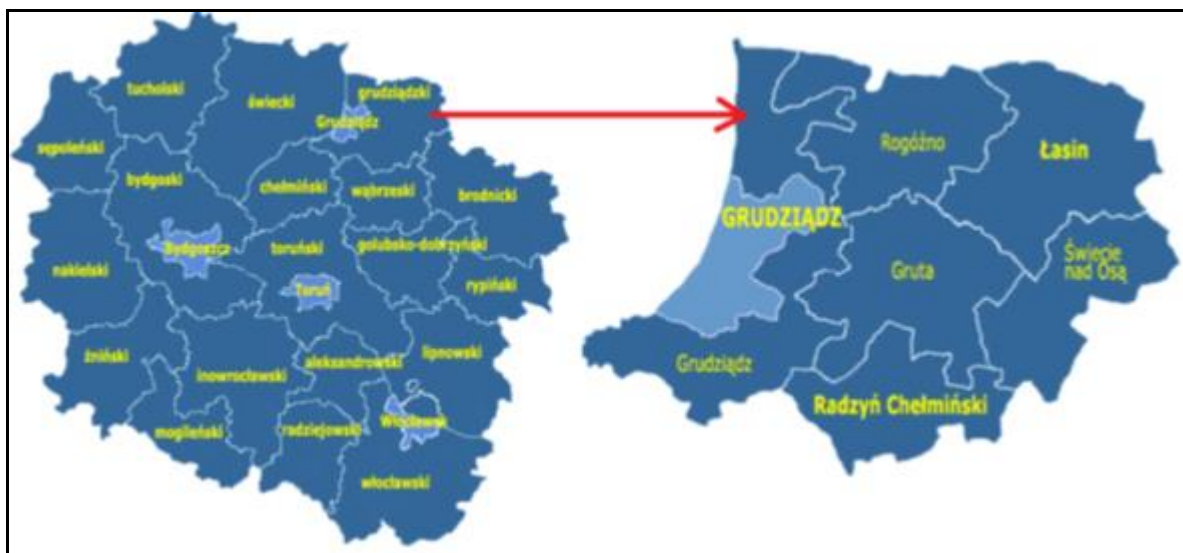 tucholski
świecki
grudziądzki
Grudziądz
sępoleński
bydgoski
chełmiński
wąbrzeski
brodnicki
Bydgoszcz
toruński
golubsko-dobrzyński
nakielski
Toruń
rypiński
żniński
inowrocławski
aleksandrowski
lipnowski
mogileński
radziejowski
Włocławek
włocławski
Rogóźno
Łasin
GRUDZIĄDZ
Gruta
Świecie
nad Osą
Grudziądz
Radzyń Chełmiński